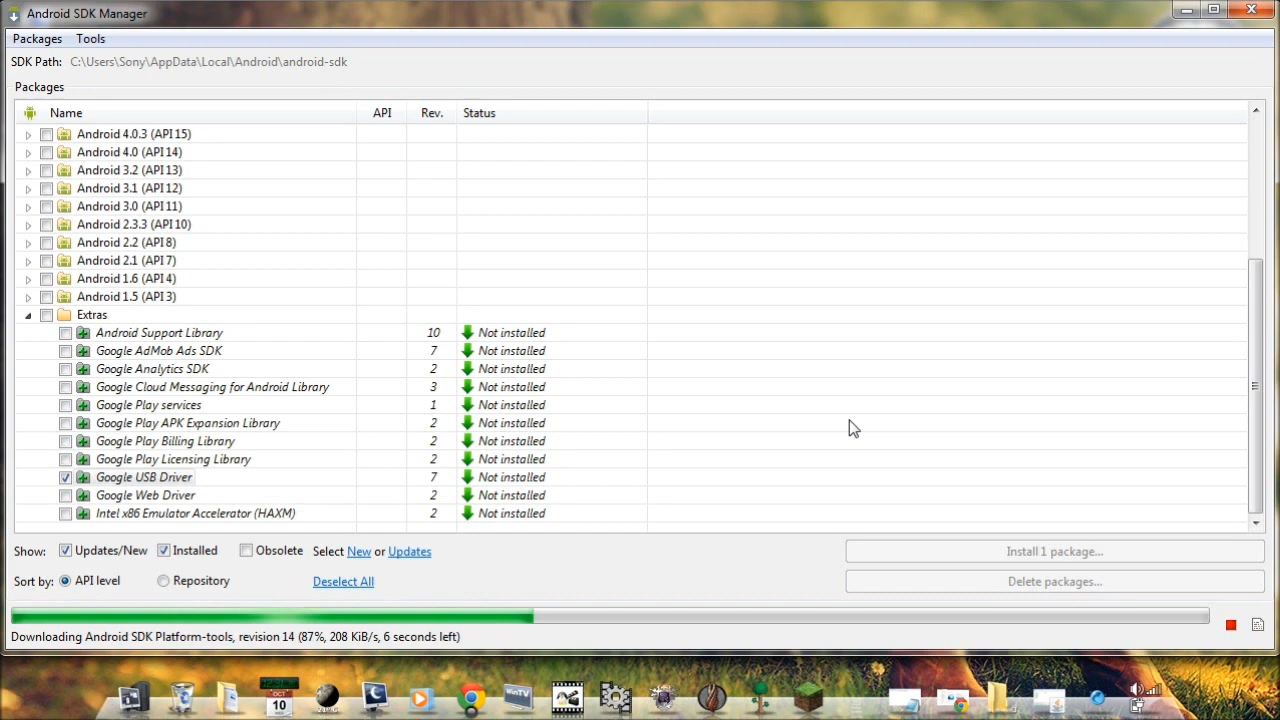 Android SDK Manager
Packages Tools
SDK Path: C:\Users\Sony\AppData\Local\Android\android-sdk
Packages
Name API Rev. Status
Android 4.0.3 (API 15)
Android 4.0 (API 14)
Android 3.2 (API 13)
Android 3.1 (API 12)
Android 3.0 (API 11)
Android 2.3.3 (API 10)
Android 2.2 (API 8)
Android 2.1 (API 7)
Android 1.6 (API 4)
Android 1.5 (API 3)
Extras
Android Support Library 10 Not installed
Google AdMob Ads SDK 7 Not installed
Google Analytics SDK 2 Not installed
Google Cloud Messaging for Android Library 3 Not installed
Google Play services 1 Not installed
Google Play APK Expansion Library 2 Not installed
Google Play Billing Library 2 Not installed
Google Play Licensing Library 2 Not installed
Google USB Driver 7 Not installed
Google Web Driver 2 Not installed
Intel x86 Emulator Accelerator (HAXM) 2 Not installed
Show: Updates/New Installed Obsolete Select New or Updates Install 1 package...
Sort by: API level Repository Deselect All Delete packages...
Downloading Android SDK Platform-tools, revision 14 (87%, 208 KiB/s, 6 seconds left)
OCT
10
WinTV